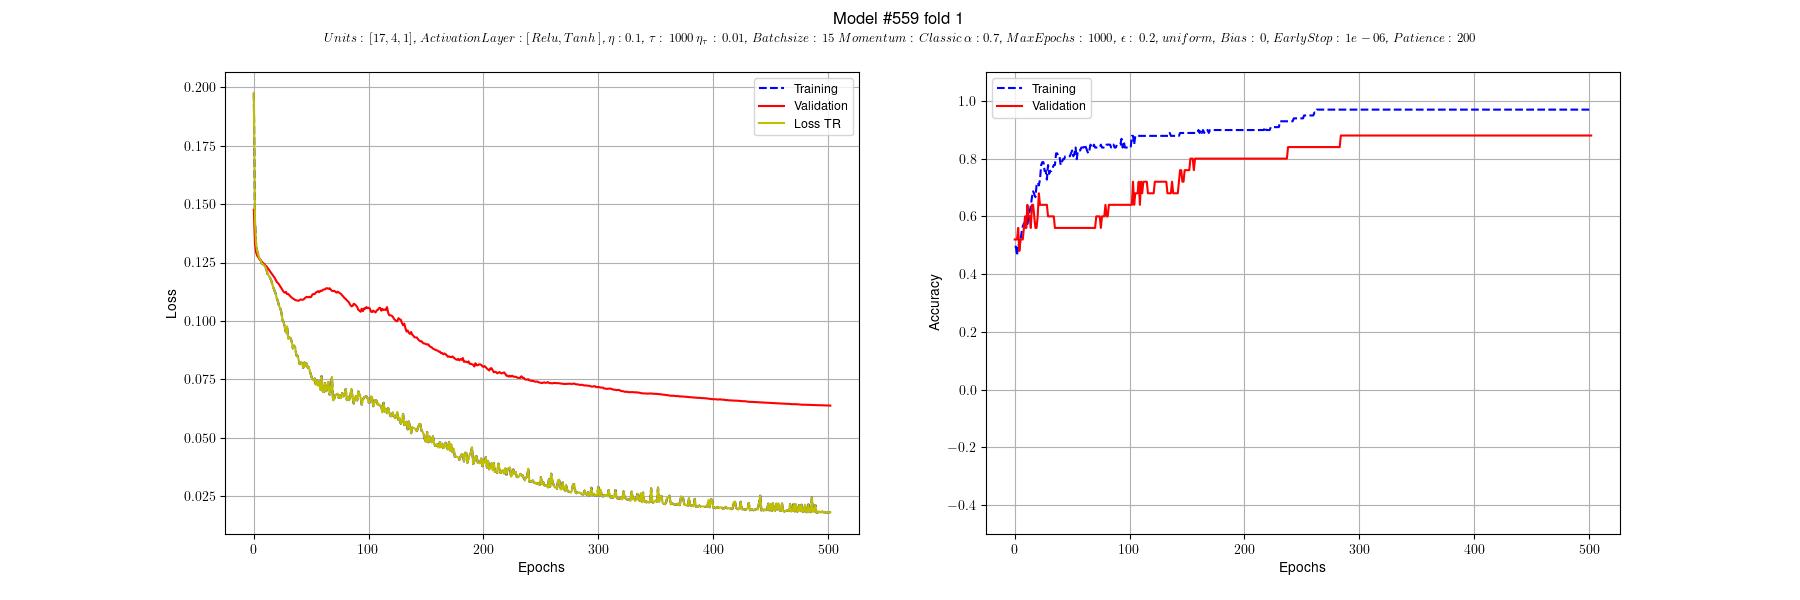 Model #559 fold 1
Units : [17, 4, 1], ActivationLayer : [Relu, Tanh], η : 0.1, τ : 1000 η_τ : 0.01, Batchsize : 15 Momentum : Classic α : 0.7, MaxEpochs : 1000, ϵ : 0.2, uniform, Bias : 0, EarlyStop : 1e − 06, Patience : 200
0.200
0.175
0.150
0.125
0.100
0.075
0.050
0.025
Loss
Training
Validation
Loss TR
0 100 200 300 400 500
Epochs
1.0
0.8
0.6
0.4
0.2
0.0
−0.2
−0.4
Accuracy
Training
Validation
0 100 200 300 400 500
Epochs